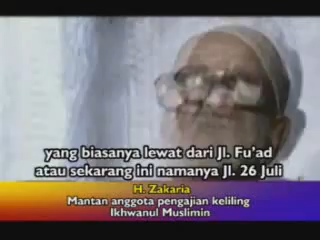 yang biasanya lewat dari Jl. Fu'ad
atau sekarang ini namanya Jl. 26 Juli
H. Zakaria
Mantan anggota pengajian keliling
Ikhwanul Muslimin